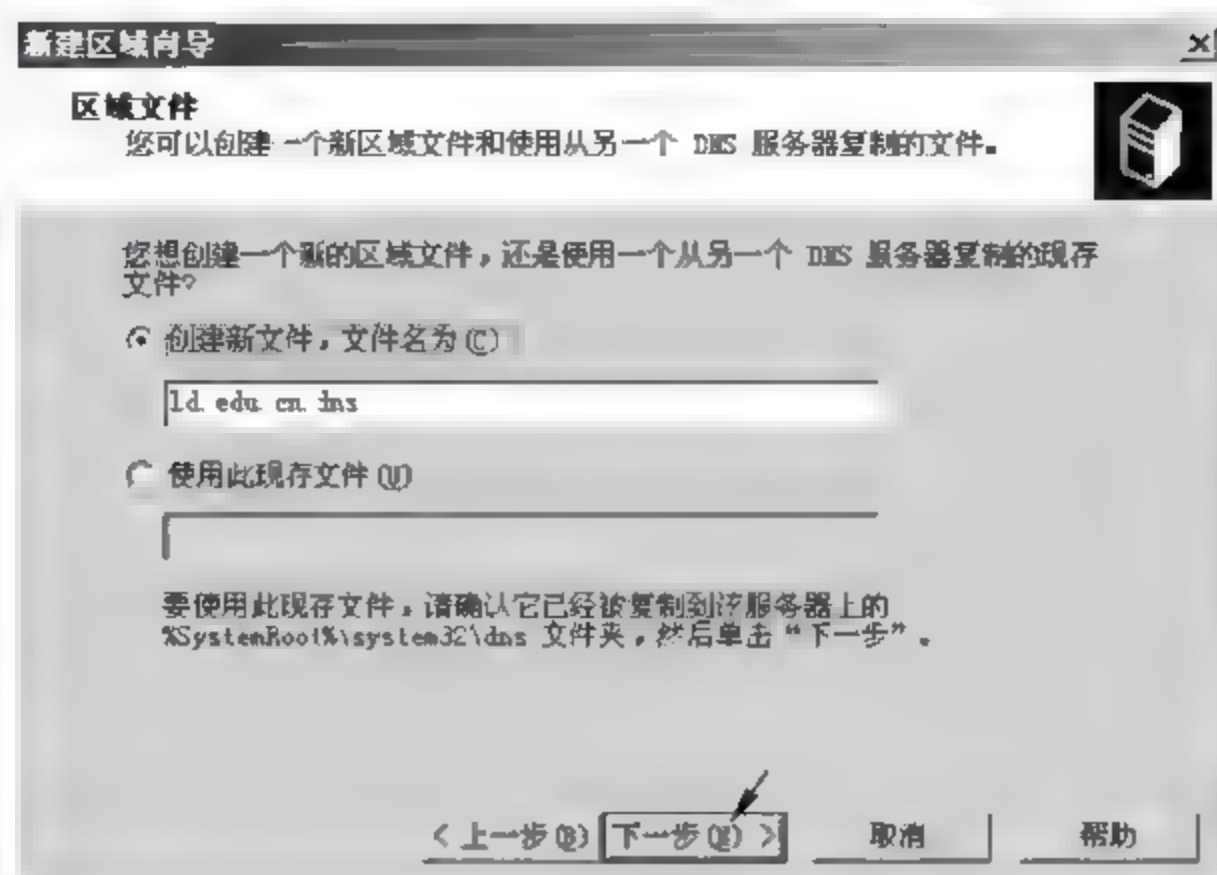 新建区域向导
区域文件
您可以创建一个新区域文件和使用从另一个 DNS 服务器复制的文件。
您想创建一个新的区域文件，还是使用一个从另一个 DNS 服务器复制的现存
文件?
创建新文件，文件名为(C)
ld.edu.cn.dns
使用此现存文件(U)
要使用此现存文件，请确认它已经被复制到该服务器上的
%SystemRoot%\system32\dns 文件夹，然后单击“下一步”。
< 上一步(B)
下一步(N) >
取消
帮助